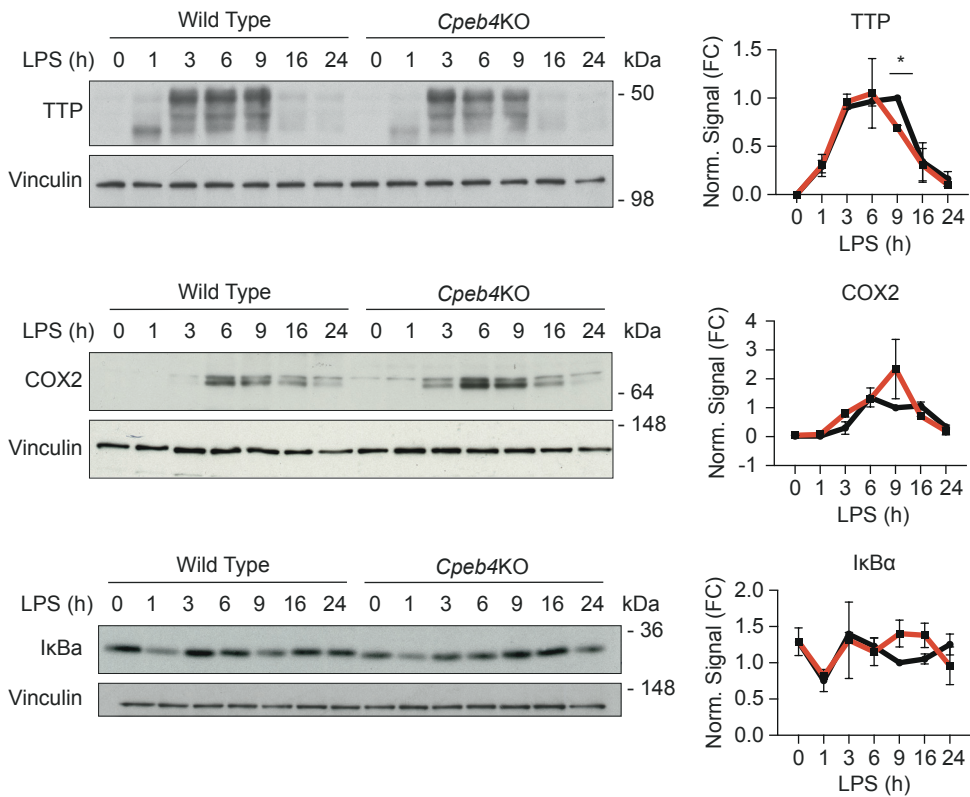 Wild Type Cpeb4KO
LPS (h) 0 1 3 6 9 16 24 0 1 3 6 9 16 24 kDa
TTP - 50
Vinculin
- 98
TTP
Norm. Signal (FC)
1.5
*
1.0
0.5
0.0
0 1 3 6 9 16 24
LPS (h)
Wild Type Cpeb4KO
LPS (h) 0 1 3 6 9 16 24 0 1 3 6 9 16 24 kDa
COX2
- 64
- 148
Vinculin
COX2
Norm. Signal (FC)
4
3
2
1
0
-1
0 1 3 6 9 16 24
LPS (h)
Wild Type Cpeb4KO
LPS (h) 0 1 3 6 9 16 24 0 1 3 6 9 16 24 kDa
- 36
IκBa
- 148
Vinculin
IκBα
Norm. Signal (FC)
2.0
1.5
1.0
0.5
0.0
0 1 3 6 9 16 24
LPS (h)